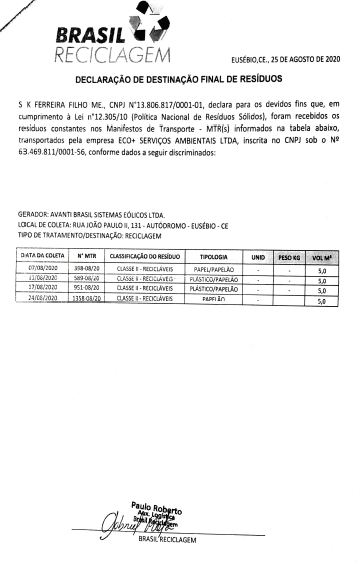 BRASIL
RECICLAGEM
EUSÉBIO,CE., 25 DE AGOSTO DE 2020
DECLARAÇÃO DE DESTINAÇÃO FINAL DE RESÍDUOS
S K FERREIRA FILHO ME., CNPJ N°13.806.817/0001-01, declara para os devidos fins que, em
cumprimento à Lei n°12.305/10 (Política Nacional de Resíduos Sólidos), foram recebidos os
resíduos constantes nos Manifestos de Transporte - MTR(s) informados na tabela abaixo,
transportados pela empresa ECO+ SERVIÇOS AMBIENTAIS LTDA, inscrita no CNPJ sob o Nº
63.469.811/0001-56, conforme dados a seguir discriminados:
GERADOR: AVANTI BRASIL SISTEMAS EÓLICOS LTDA.
LOCAL DE COLETA: RUA JOÃO PAULO II, 131 - AUTÓDROMO - EUSÉBIO - CE
TIPO DE TRATAMENTO/DESTINAÇÃO: RECICLAGEM
DATA DA COLETA N° MTR CLASSIFICAÇÃO DO RESÍDUO TIPOLOGIA UNID PESO KG VOL M³
07/08/2020 398-08/20 CLASSE II - RECICLÁVEIS PAPEL/PAPELÃO - - 5,0
11/08/2020 589-08/20 CLASSE II - RECICLÁVEIS PLÁSTICO/PAPELÃO - - 5,0
17/08/2020 951-08/20 CLASSE II - RECICLÁVEIS PLÁSTICO/PAPELÃO - - 5,0
24/08/2020 1358-08/20 CLASSE II - RECICLÁVEIS PAPELÃO 5,0
Paulo Roberto
Aux. Logística
Brasil Reciclagem
BRASIL RECICLAGEM